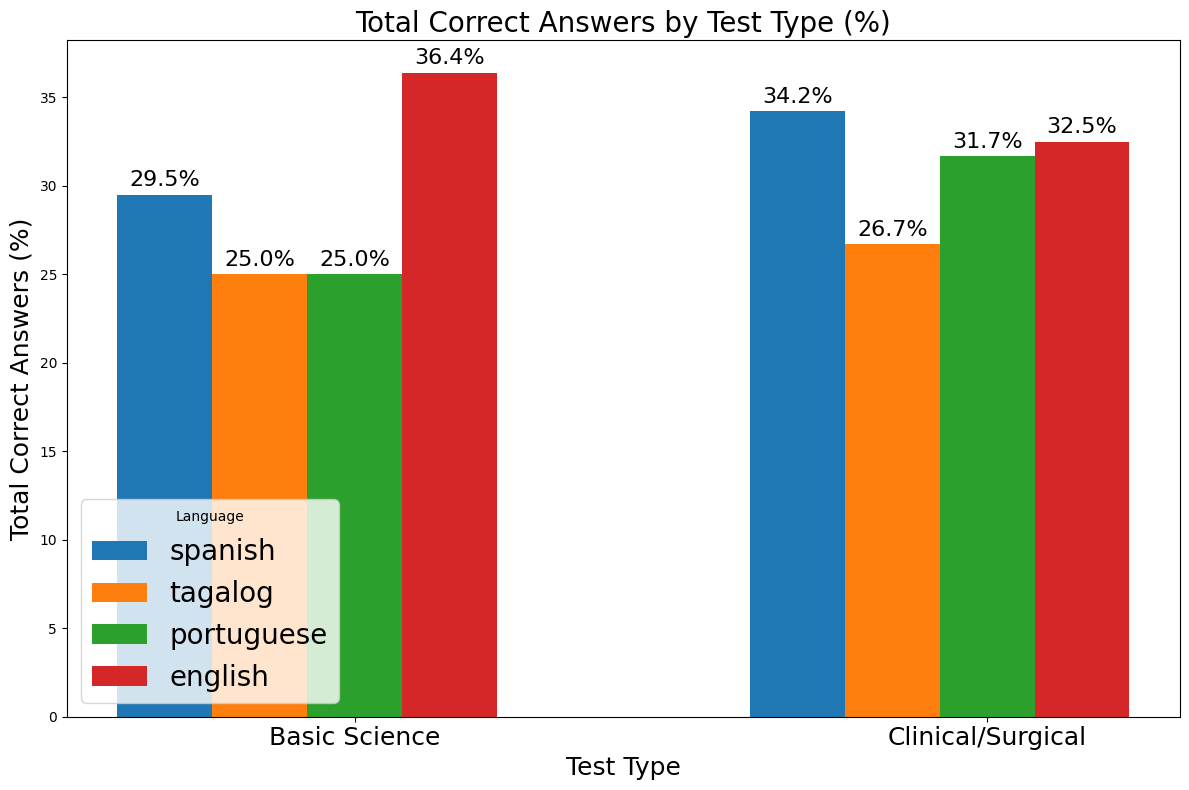 Total Correct Answers by Test Type (%)
36.4%
34.2%
32.5%
31.7%
29.5%
26.7%
25.0%
25.0%
Total Correct Answers (%)
35
30
25
20
15
10
5
0
Language
spanish
tagalog
portuguese
english
Basic Science
Clinical/Surgical
Test Type